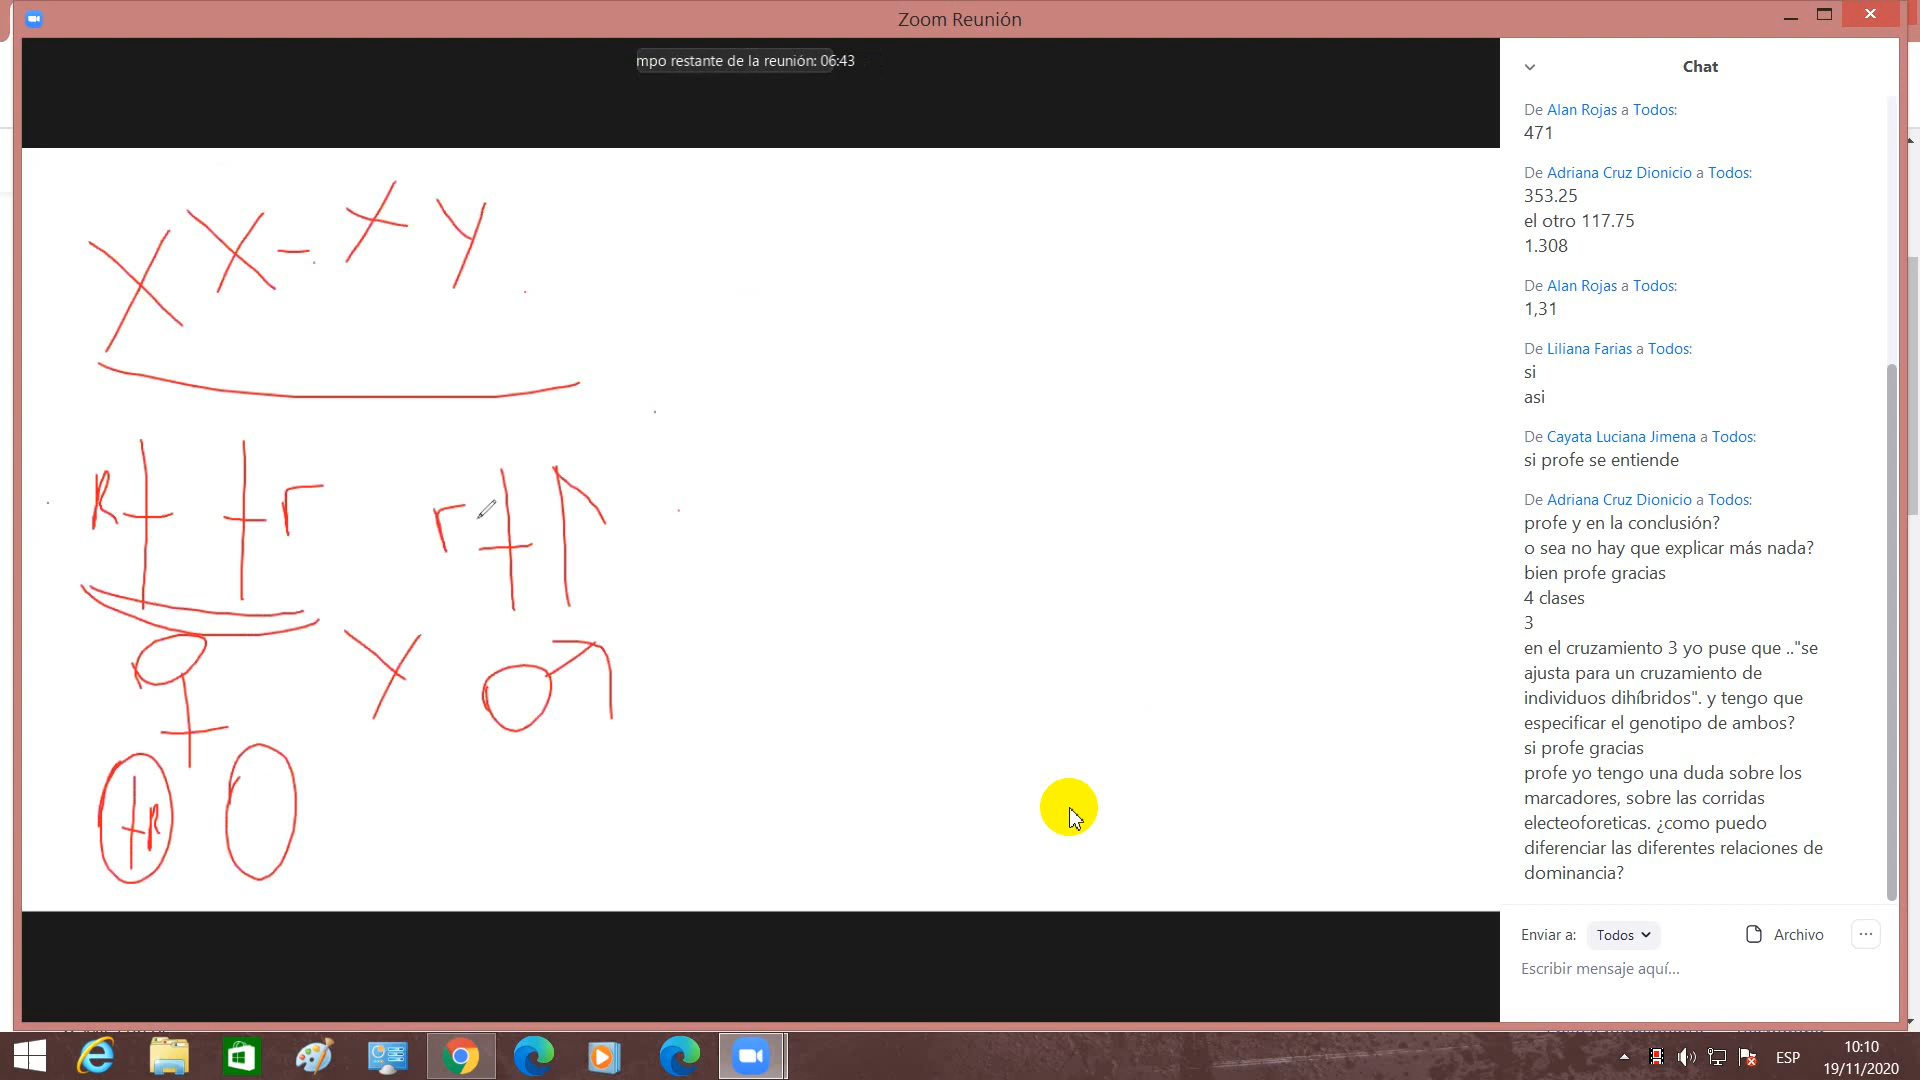 Zoom Reunión
mpo restante de la reunión: 06:43
X X - X Y
R r r
R r
Chat
De Alan Rojas a Todos:
471
De Adriana Cruz Dionicio a Todos:
353.25
el otro 117.75
1.308
De Alan Rojas a Todos:
1,31
De Liliana Farias a Todos:
si
asi
De Cayata Luciana Jimena a Todos:
si profe se entiende
De Adriana Cruz Dionicio a Todos:
profe y en la conclusión?
o sea no hay que explicar más nada?
bien profe gracias
4 clases
3
en el cruzamiento 3 yo puse que .."se
ajusta para un cruzamiento de
individuos dihíbridos". y tengo que
especificar el genotipo de ambos?
si profe gracias
profe yo tengo una duda sobre los
marcadores, sobre las corridas
electeoforeticas. ¿como puedo
diferenciar las diferentes relaciones de
dominancia?
Enviar a: Todos Archivo
Escribir mensaje aquí...
ESP
10:10
19/11/2020